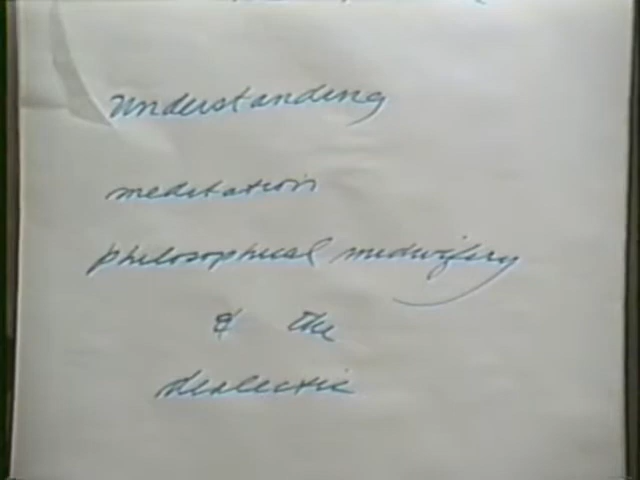 Understanding
meditation
philosophical midwifery
& the
dialectic